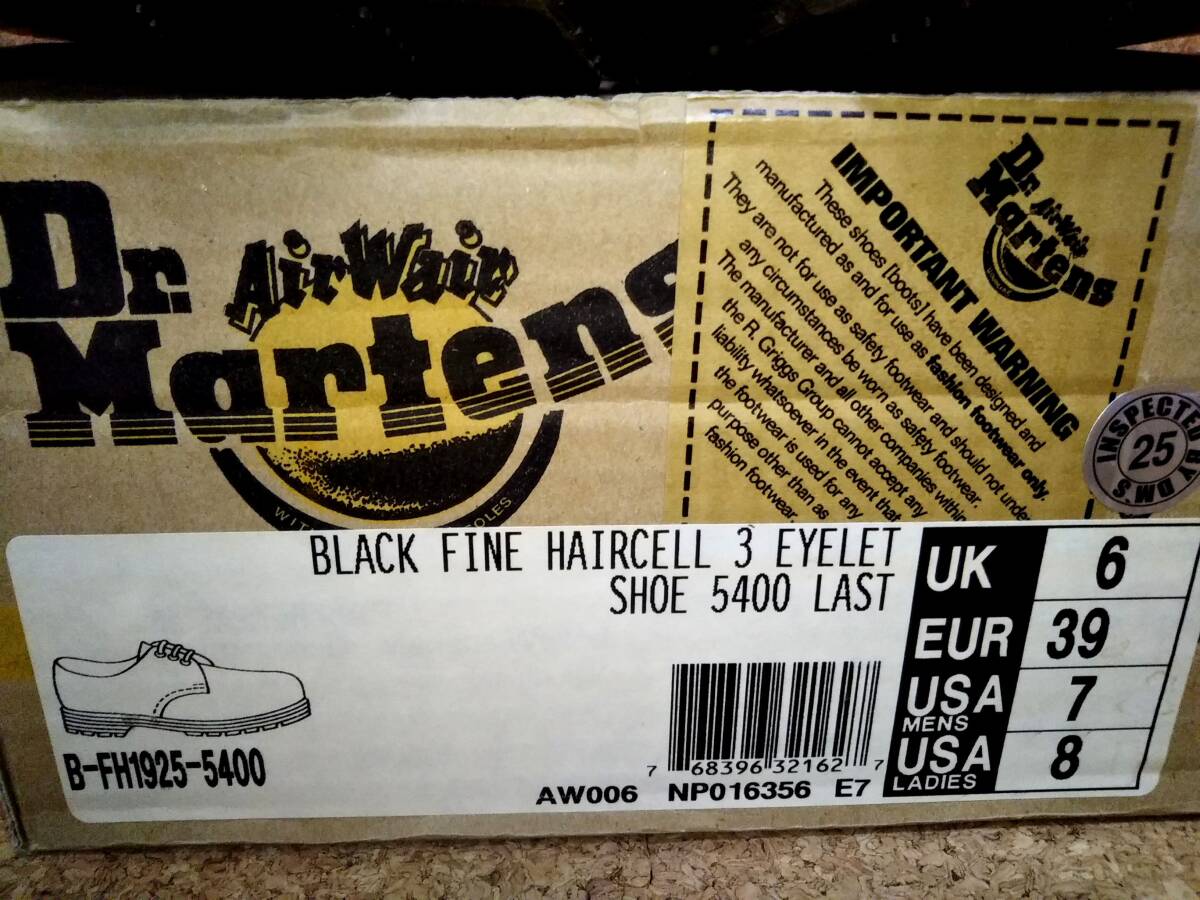 Dr.
AirWair
Martens
WITH
SOLES
Dr.
AirWair
Martens
IMPORTANT WARNING
These shoes [boots] have been designed and
manufactured as and for use as fashion footwear only.
They are not for use as safety footwear and should not unde
any circumstances be worn as safety footwear.
The manufacturer and all other companies within
the R. Griggs Group cannot accept any
liability whatsoever in the event that
the footwear is used for any
purpose other than as
fashion footwear.
INSPECTED BY
25
D.M.S
BLACK FINE HAIRCELL 3 EYELET
SHOE 5400 LAST
UK 6
EUR 39
USA MENS 7
USA LADIES 8
B-FH1925-5400
7 68396 32162 7
AW006 NP016356 E7